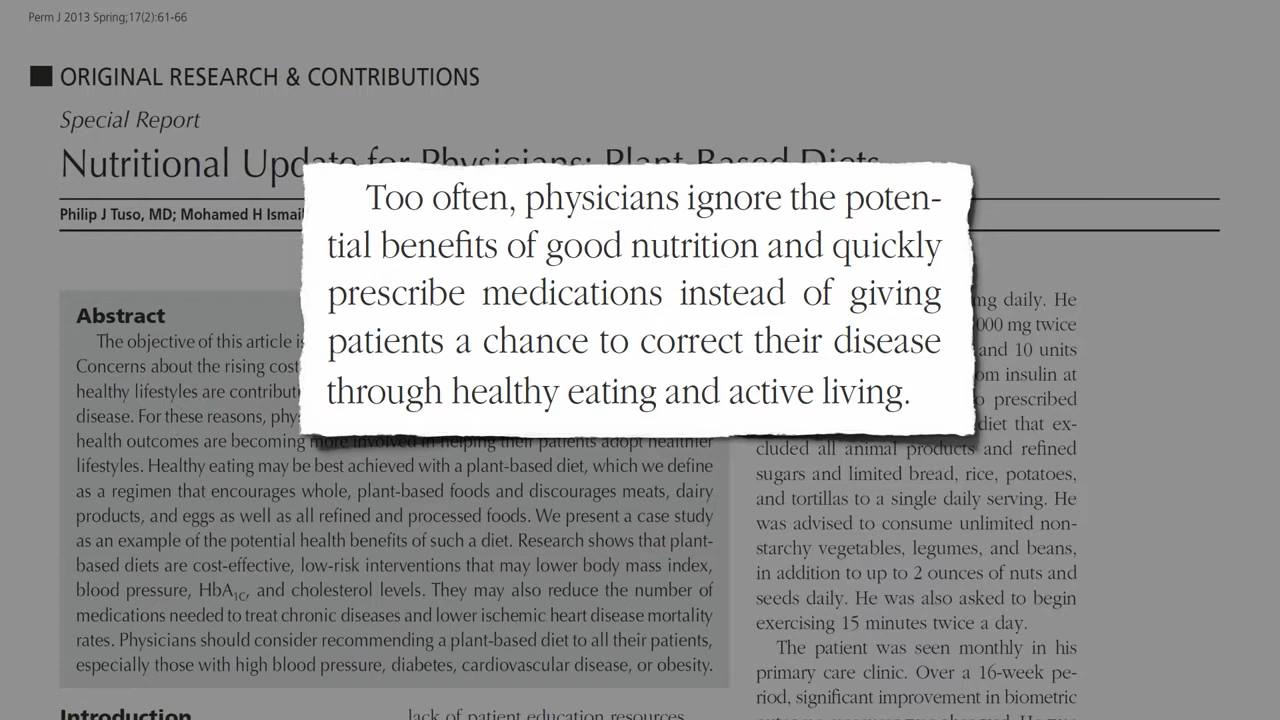 Perm J 2013 Spring;17(2):61-66
ORIGINAL RESEARCH & CONTRIBUTIONS
Special Report
Nutritional Update for Physicians: Plant-Based Diets
Philip J Tuso, MD; Mohamed H Ismail
Too often, physicians ignore the poten-
tial benefits of good nutrition and quickly
prescribe medications instead of giving
patients a chance to correct their disease
through healthy eating and active living.
Abstract
The objective of this article is
Concerns about the rising cost
healthy lifestyles are contribut
disease. For these reasons, phys
health outcomes are becoming more involved in helping their patients adopt healthier
lifestyles. Healthy eating may be best achieved with a plant-based diet, which we define
as a regimen that encourages whole, plant-based foods and discourages meats, dairy
products, and eggs as well as all refined and processed foods. We present a case study
as an example of the potential health benefits of such a diet. Research shows that plant-
based diets are cost-effective, low-risk interventions that may lower body mass index,
blood pressure, HbA1C, and cholesterol levels. They may also reduce the number of
medications needed to treat chronic diseases and lower ischemic heart disease mortality
rates. Physicians should consider recommending a plant-based diet to all their patients,
especially those with high blood pressure, diabetes, cardiovascular disease, or obesity.
Introduction
lack of patient education resources
mg daily. He
000 mg twice
and 10 units
om insulin at
prescribed
diet that ex-
cluded all animal products and refined
sugars and limited bread, rice, potatoes,
and tortillas to a single daily serving. He
was advised to consume unlimited non-
starchy vegetables, legumes, and beans,
in addition to up to 2 ounces of nuts and
seeds daily. He was also asked to begin
exercising 15 minutes twice a day.
The patient was seen monthly in his
primary care clinic. Over a 16-week pe-
riod, significant improvement in biometric